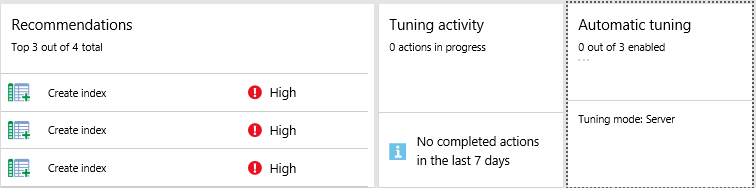 Recommendations
Top 3 out of 4 total
Create index
High
Create index
High
Create index
High
Tuning activity
0 actions in progress
No completed actions
in the last 7 days
Automatic tuning
0 out of 3 enabled
Tuning mode: Server